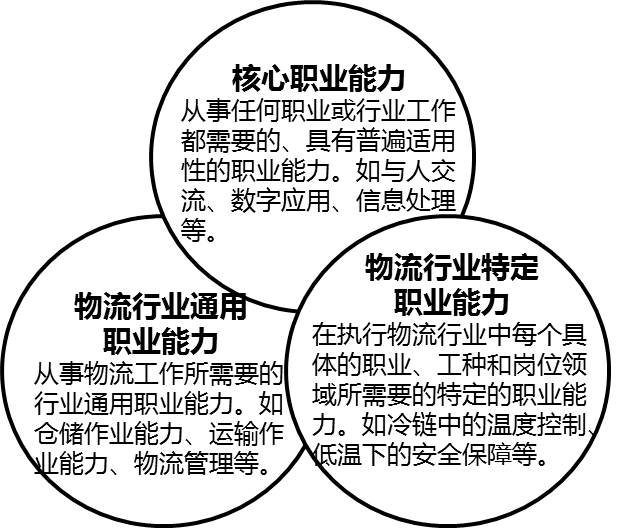 核心职业能力
从事任何职业或行业工作
都需要的、具有普遍适用
性的职业能力。如与人交
流、数字应用、信息处理
等。
物流行业通用
职业能力
从事物流工作所需要的
行业通用职业能力。如
仓储作业能力、运输作
业能力、物流管理等。
物流行业特定
职业能力
在执行物流行业中每个具
体的职业、工种和岗位领
域所需要的特定的职业能
力。如冷链中的温度控制、
低温下的安全保障等。